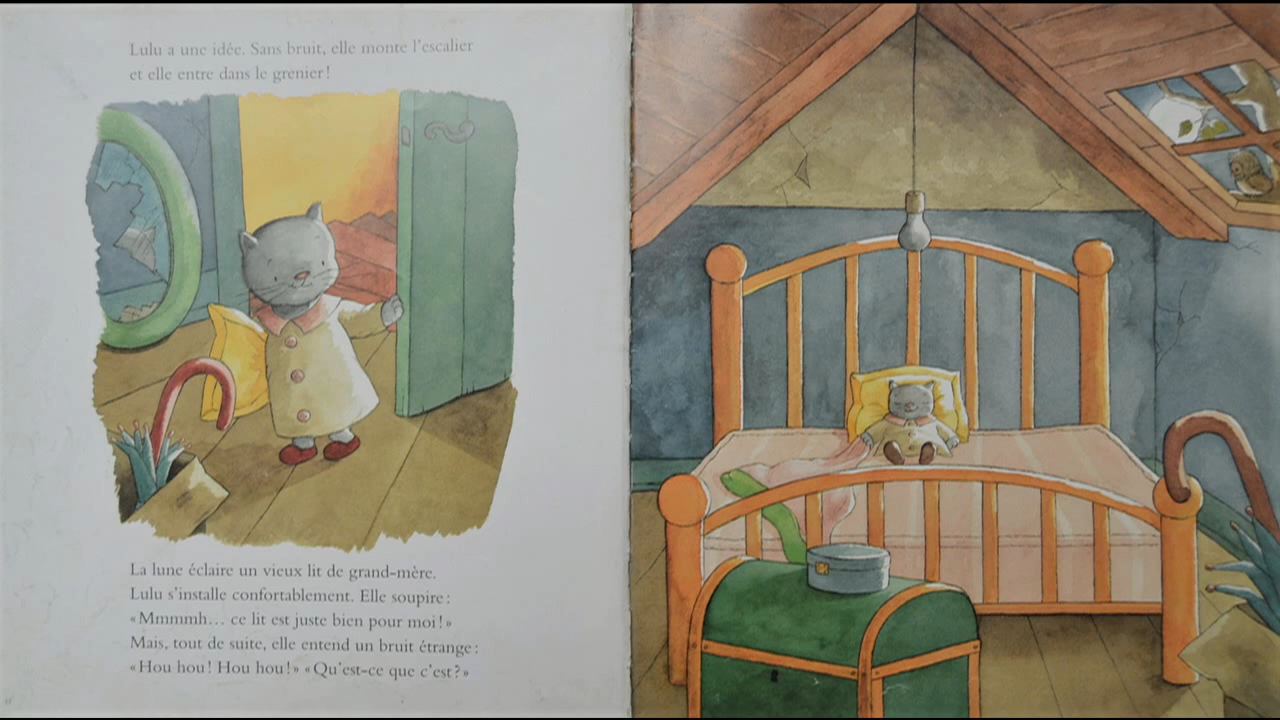 Lulu a une idée. Sans bruit, elle monte l'escalier
et elle entre dans le grenier !
La lune éclaire un vieux lit de grand-mère.
Lulu s'installe confortablement. Elle soupire :
« Mmmmh... ce lit est juste bien pour moi ! »
Mais, tout de suite, elle entend un bruit étrange :
« Hou hou ! Hou hou ! » « Qu'est-ce que c'est ? »